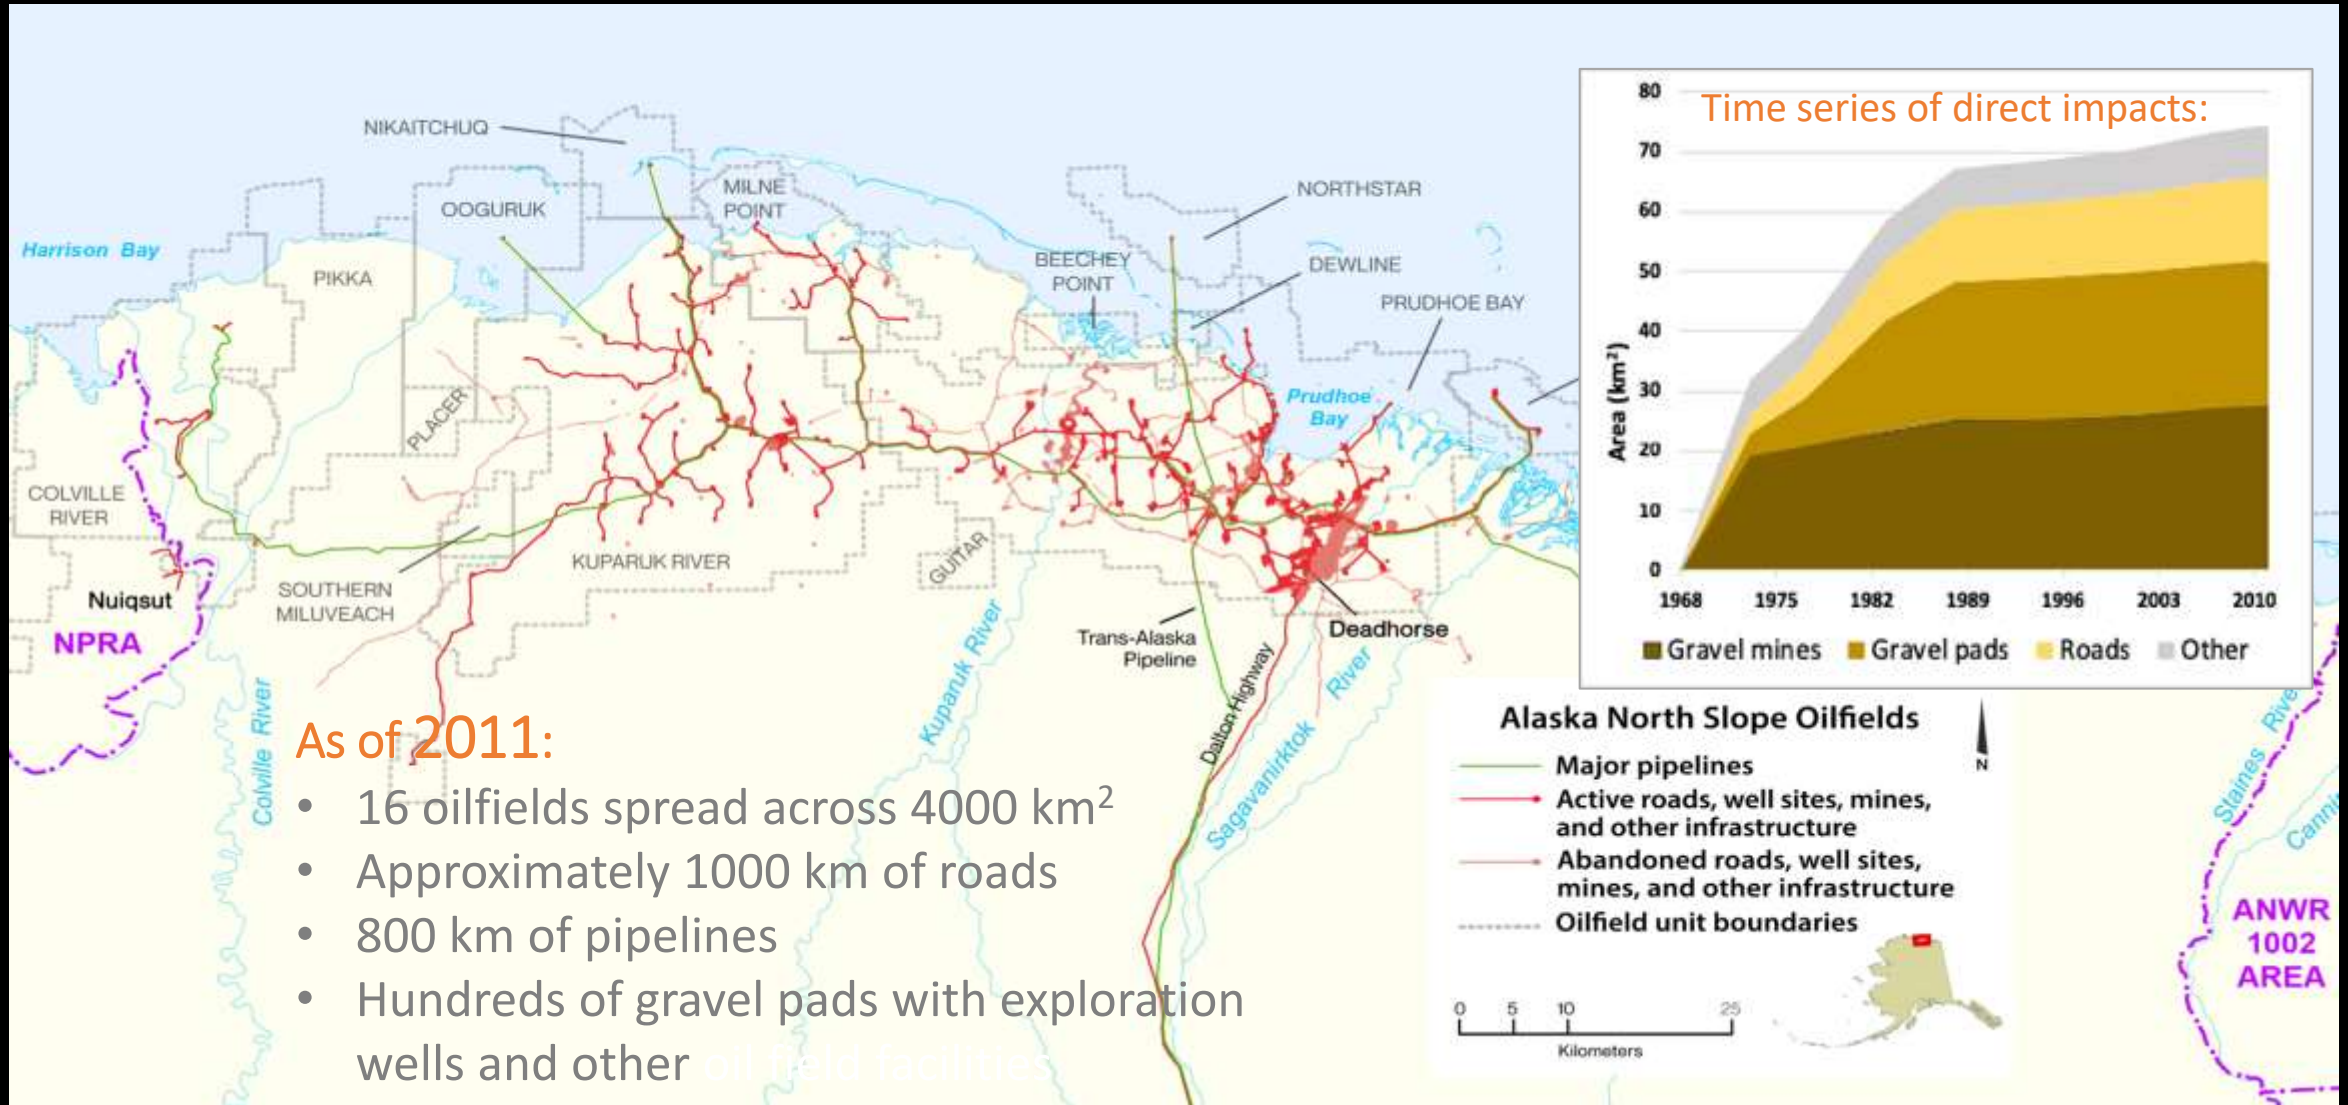 NIKAITCHUQ
OOGURUK
MILNE
POINT
NORTHSTAR
BEECHEY
POINT
DEWLINE
PRUDHOE BAY
Harrison Bay
PIKKA
PLACER
Prudhoe
Bay
COLVILLE
RIVER
Nuiqsut
NPRA
SOUTHERN
MILUVEACH
KUPARUK RIVER
GUITAR
Kuparuk River
Colville River
Trans-Alaska
Pipeline
Dalton Highway
Deadhorse
Sagavanirktok
River
Time series of direct impacts:
Area (km²)
80
70
60
50
40
30
20
10
0
1968 1975 1982 1989 1996 2003 2010
Gravel mines Gravel pads Roads Other
As of 2011:
• 16 oilfields spread across 4000 km²
• Approximately 1000 km of roads
• 800 km of pipelines
• Hundreds of gravel pads with exploration
wells and other oil field facilities
Alaska North Slope Oilfields
N
Major pipelines
Active roads, well sites, mines,
and other infrastructure
Abandoned roads, well sites,
mines, and other infrastructure
Oilfield unit boundaries
0 5 10 25
Kilometers
Staines River
ANWR
1002
AREA